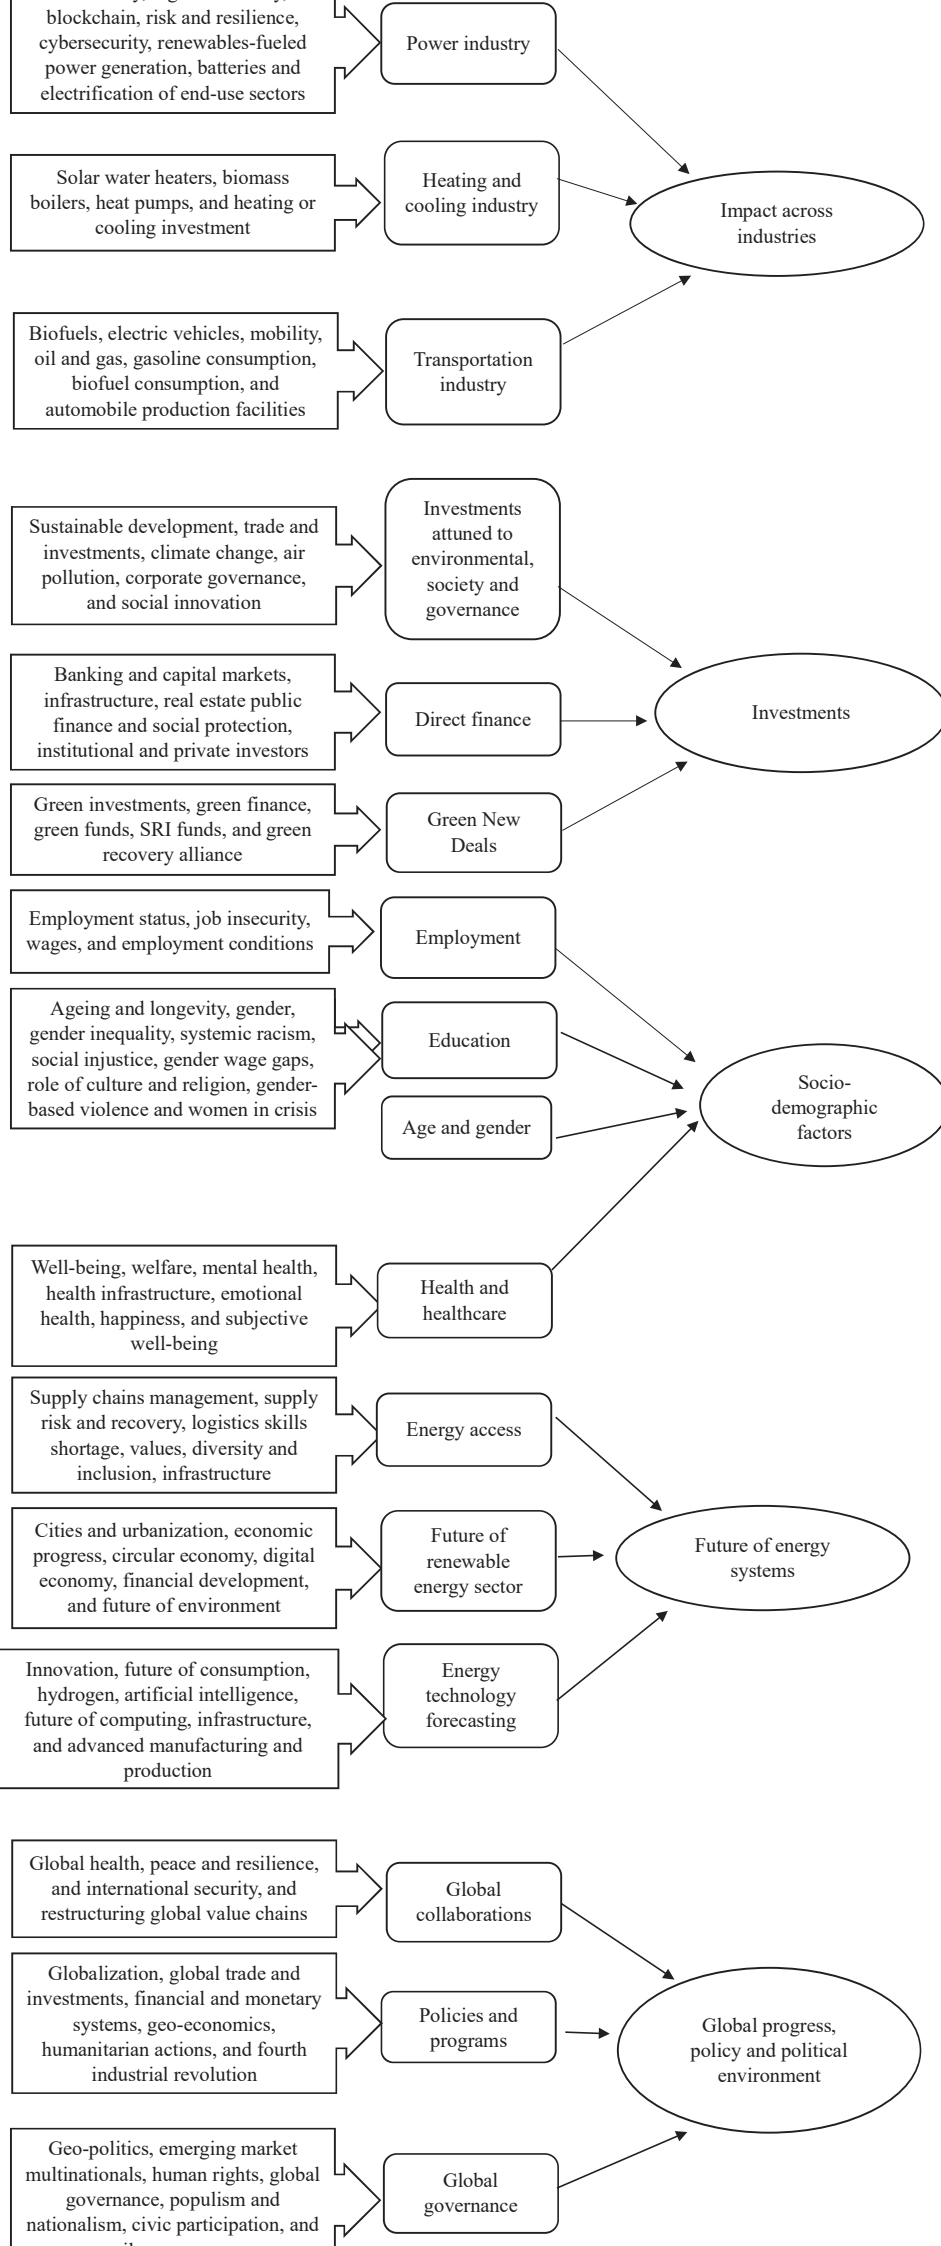 blockchain, risk and resilience,
cybersecurity, renewables-fueled
power generation, batteries and
electrification of end-use sectors
Power industry
Solar water heaters, biomass
boilers, heat pumps, and heating or
cooling investment
Heating and
cooling industry
Impact across
industries
Biofuels, electric vehicles, mobility,
oil and gas, gasoline consumption,
biofuel consumption, and
automobile production facilities
Transportation
industry
Sustainable development, trade and
investments, climate change, air
pollution, corporate governance,
and social innovation
Investments
attuned to
environmental,
society and
governance
Banking and capital markets,
infrastructure, real estate public
finance and social protection,
institutional and private investors
Direct finance
Investments
Green investments, green finance,
green funds, SRI funds, and green
recovery alliance
Green New
Deals
Employment status, job insecurity,
wages, and employment conditions
Employment
Ageing and longevity, gender,
gender inequality, systemic racism,
social injustice, gender wage gaps,
role of culture and religion, gender-
based violence and women in crisis
Education
Age and gender
Socio-
demographic
factors
Well-being, welfare, mental health,
health infrastructure, emotional
health, happiness, and subjective
well-being
Health and
healthcare
Supply chains management, supply
risk and recovery, logistics skills
shortage, values, diversity and
inclusion, infrastructure
Energy access
Cities and urbanization, economic
progress, circular economy, digital
economy, financial development,
and future of environment
Future of
renewable
energy sector
Future of energy
systems
Innovation, future of consumption,
hydrogen, artificial intelligence,
future of computing, infrastructure,
and advanced manufacturing and
production
Energy
technology
forecasting
Global health, peace and resilience,
and international security, and
restructuring global value chains
Global
collaborations
Globalization, global trade and
investments, financial and monetary
systems, geo-economics,
humanitarian actions, and fourth
industrial revolution
Policies and
programs
Global progress,
policy and political
environment
Geo-politics, emerging market
multinationals, human rights, global
governance, populism and
nationalism, civic participation, and
Global
governance